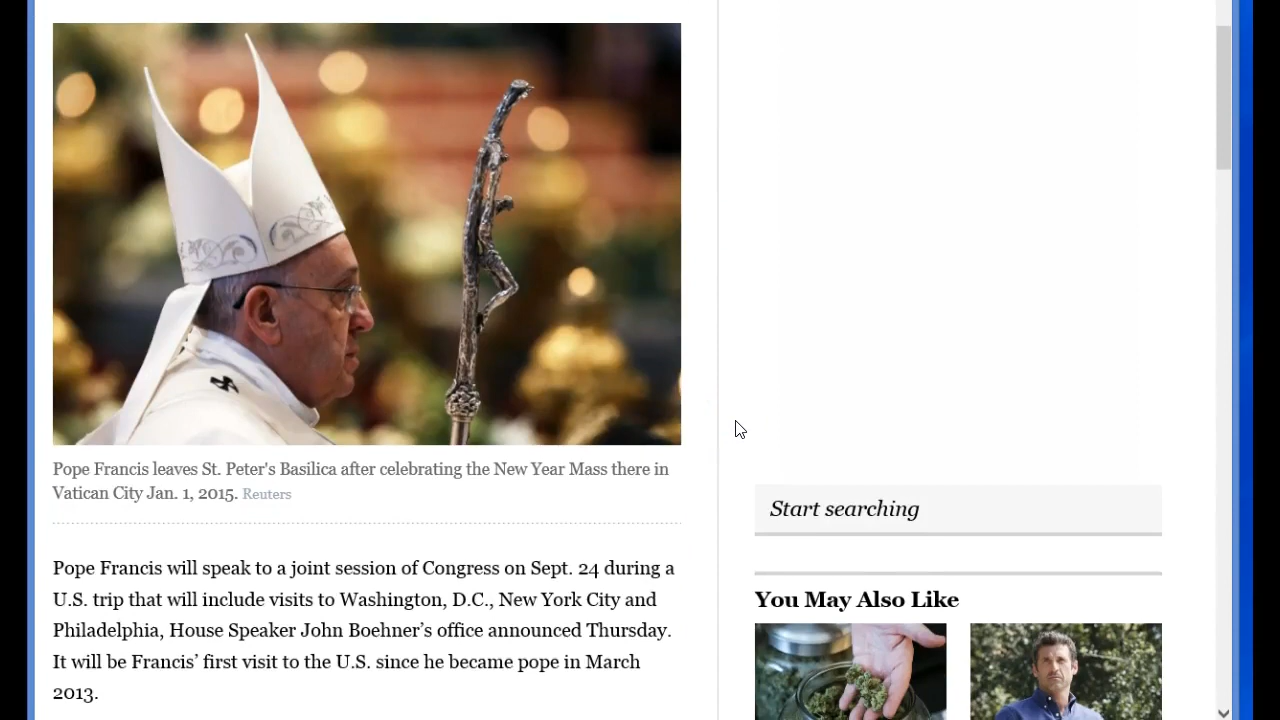 Pope Francis leaves St. Peter's Basilica after celebrating the New Year Mass there in
Vatican City Jan. 1, 2015. Reuters
Pope Francis will speak to a joint session of Congress on Sept. 24 during a
U.S. trip that will include visits to Washington, D.C., New York City and
Philadelphia, House Speaker John Boehner’s office announced Thursday.
It will be Francis’ first visit to the U.S. since he became pope in March
2013.
Start searching
You May Also Like